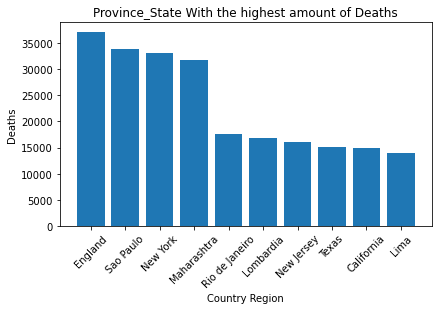 Province_State With the highest amount of Deaths
35000
30000
25000
20000
15000
10000
5000
0
Deaths
England
Sao Paulo
New York
Maharashtra
Rio de Janeiro
Lombardia
New Jersey
Texas
California
Lima
Country Region